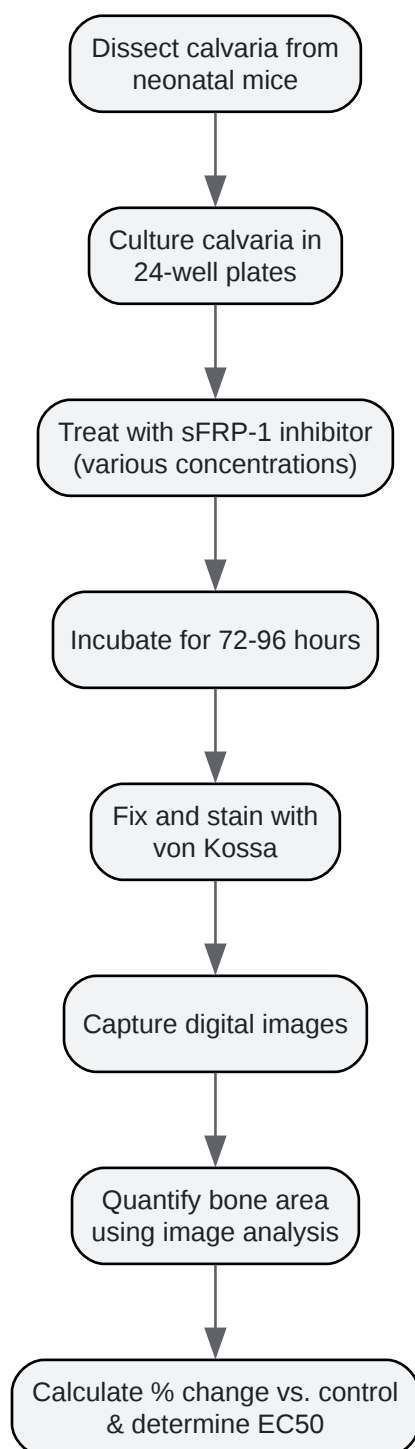 Dissect calvaria from
neonatal mice
Culture calvaria in
24-well plates
Treat with sFRP-1 inhibitor
(various concentrations)
Incubate for 72-96 hours
Fix and stain with
von Kossa
Capture digital images
Quantify bone area
using image analysis
Calculate % change vs. control
& determine EC50